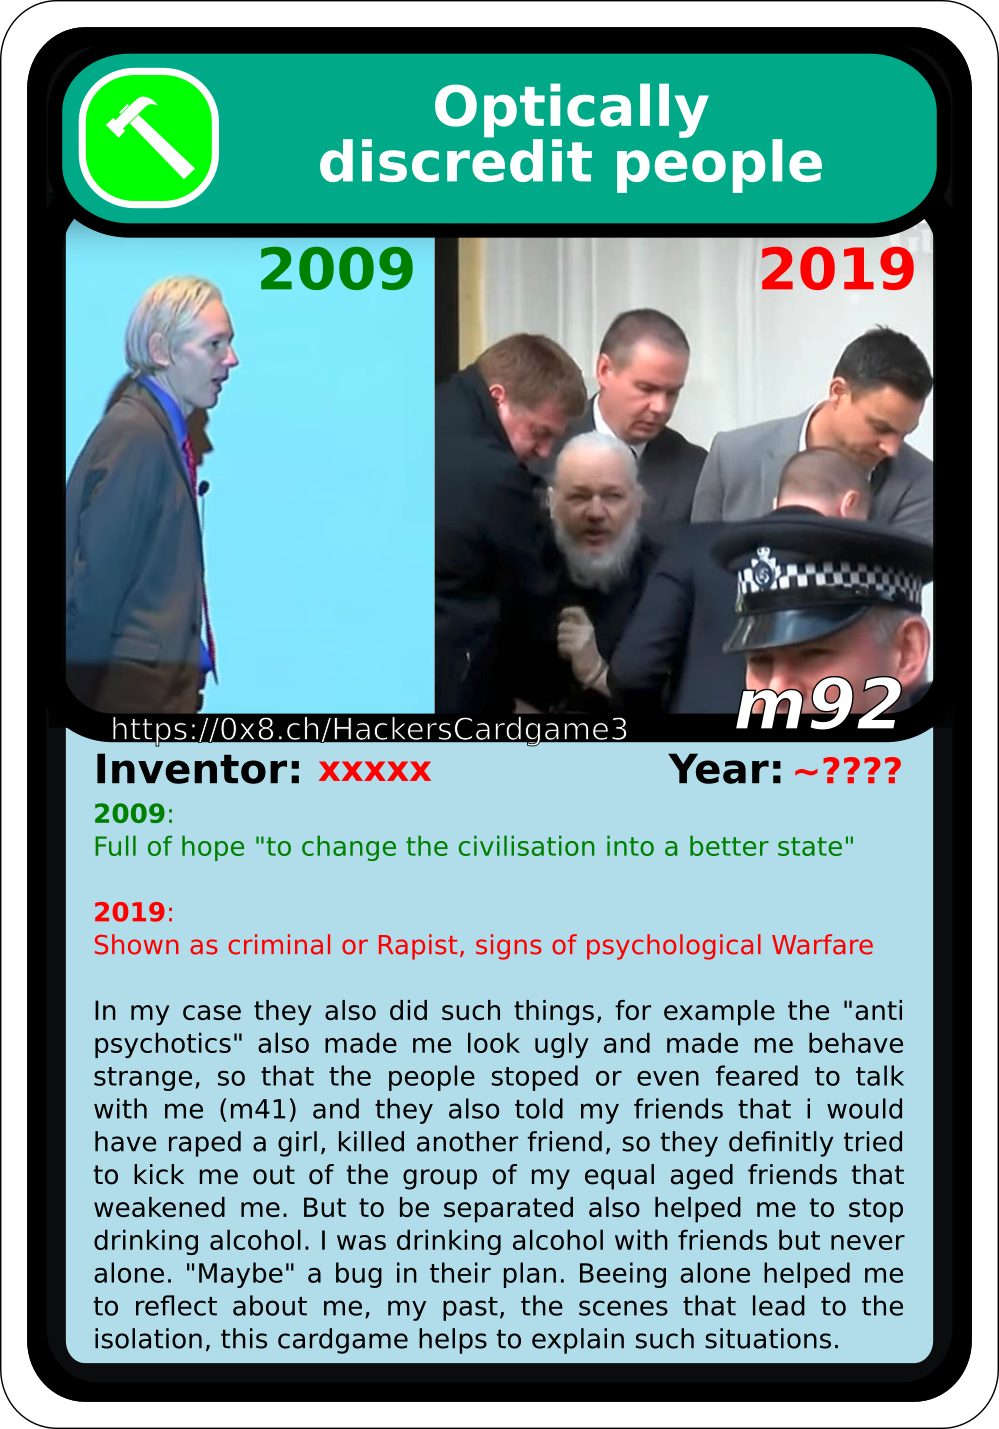 Optically
discredit people
2009
2019
m92
https://0x8.ch/HackersCardgame3
Inventor: xxxxx Year: ~????
2009:
Full of hope "to change the civilisation into a better state"
2019:
Shown as criminal or Rapist, signs of psychological Warfare
In my case they also did such things, for example the "anti
psychotics" also made me look ugly and made me behave
strange, so that the people stoped or even feared to talk
with me (m41) and they also told my friends that i would
have raped a girl, killed another friend, so they definitly tried
to kick me out of the group of my equal aged friends that
weakened me. But to be separated also helped me to stop
drinking alcohol. I was drinking alcohol with friends but never
alone. "Maybe" a bug in their plan. Beeing alone helped me
to reflect about me, my past, the scenes that lead to the
isolation, this cardgame helps to explain such situations.